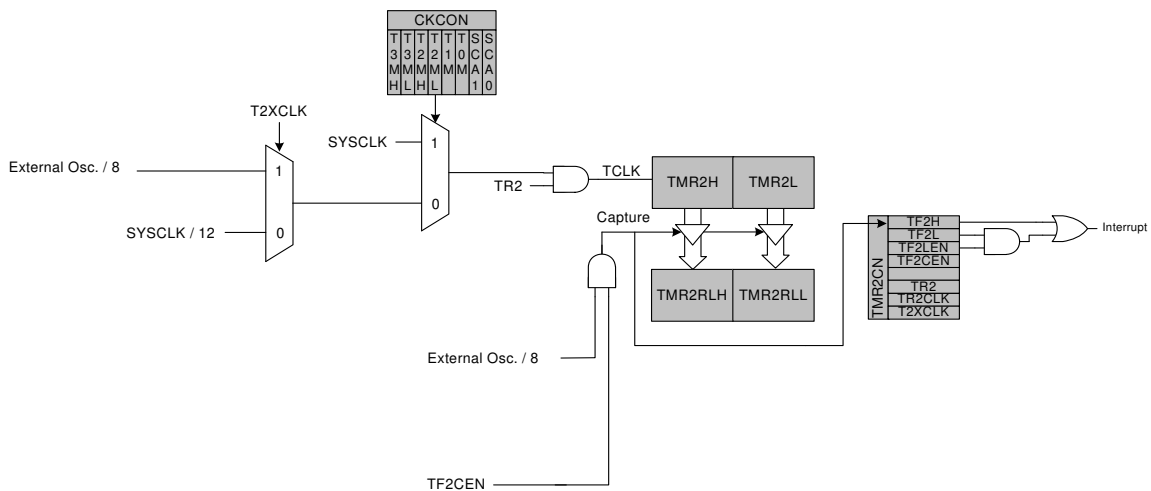 CKCON
T3MH T3ML T2MH T2ML T1M T0M SCA1 SCA0
T2XCLK
SYSCLK
1
0
External Osc. / 8
1
SYSCLK / 12
0
TR2
TCLK
TMR2H TMR2L
Capture
TMR2RLH TMR2RLL
TMR2CN
TF2H
TF2L
TF2LEN
TF2CEN
TR2
TR2CLK
T2XCLK
Interrupt
External Osc. / 8
TF2CEN